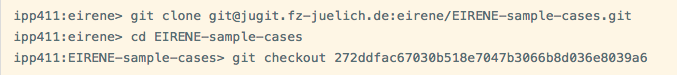 ipp411:eirene> git clone git@jugit.fz-juelich.de:eirene/EIRENE-sample-cases.git
ipp411:eirene> cd EIRENE-sample-cases
ipp411:EIRENE-sample-cases> git checkout 272ddfac67030b518e7047b3066b8d036e8039a6